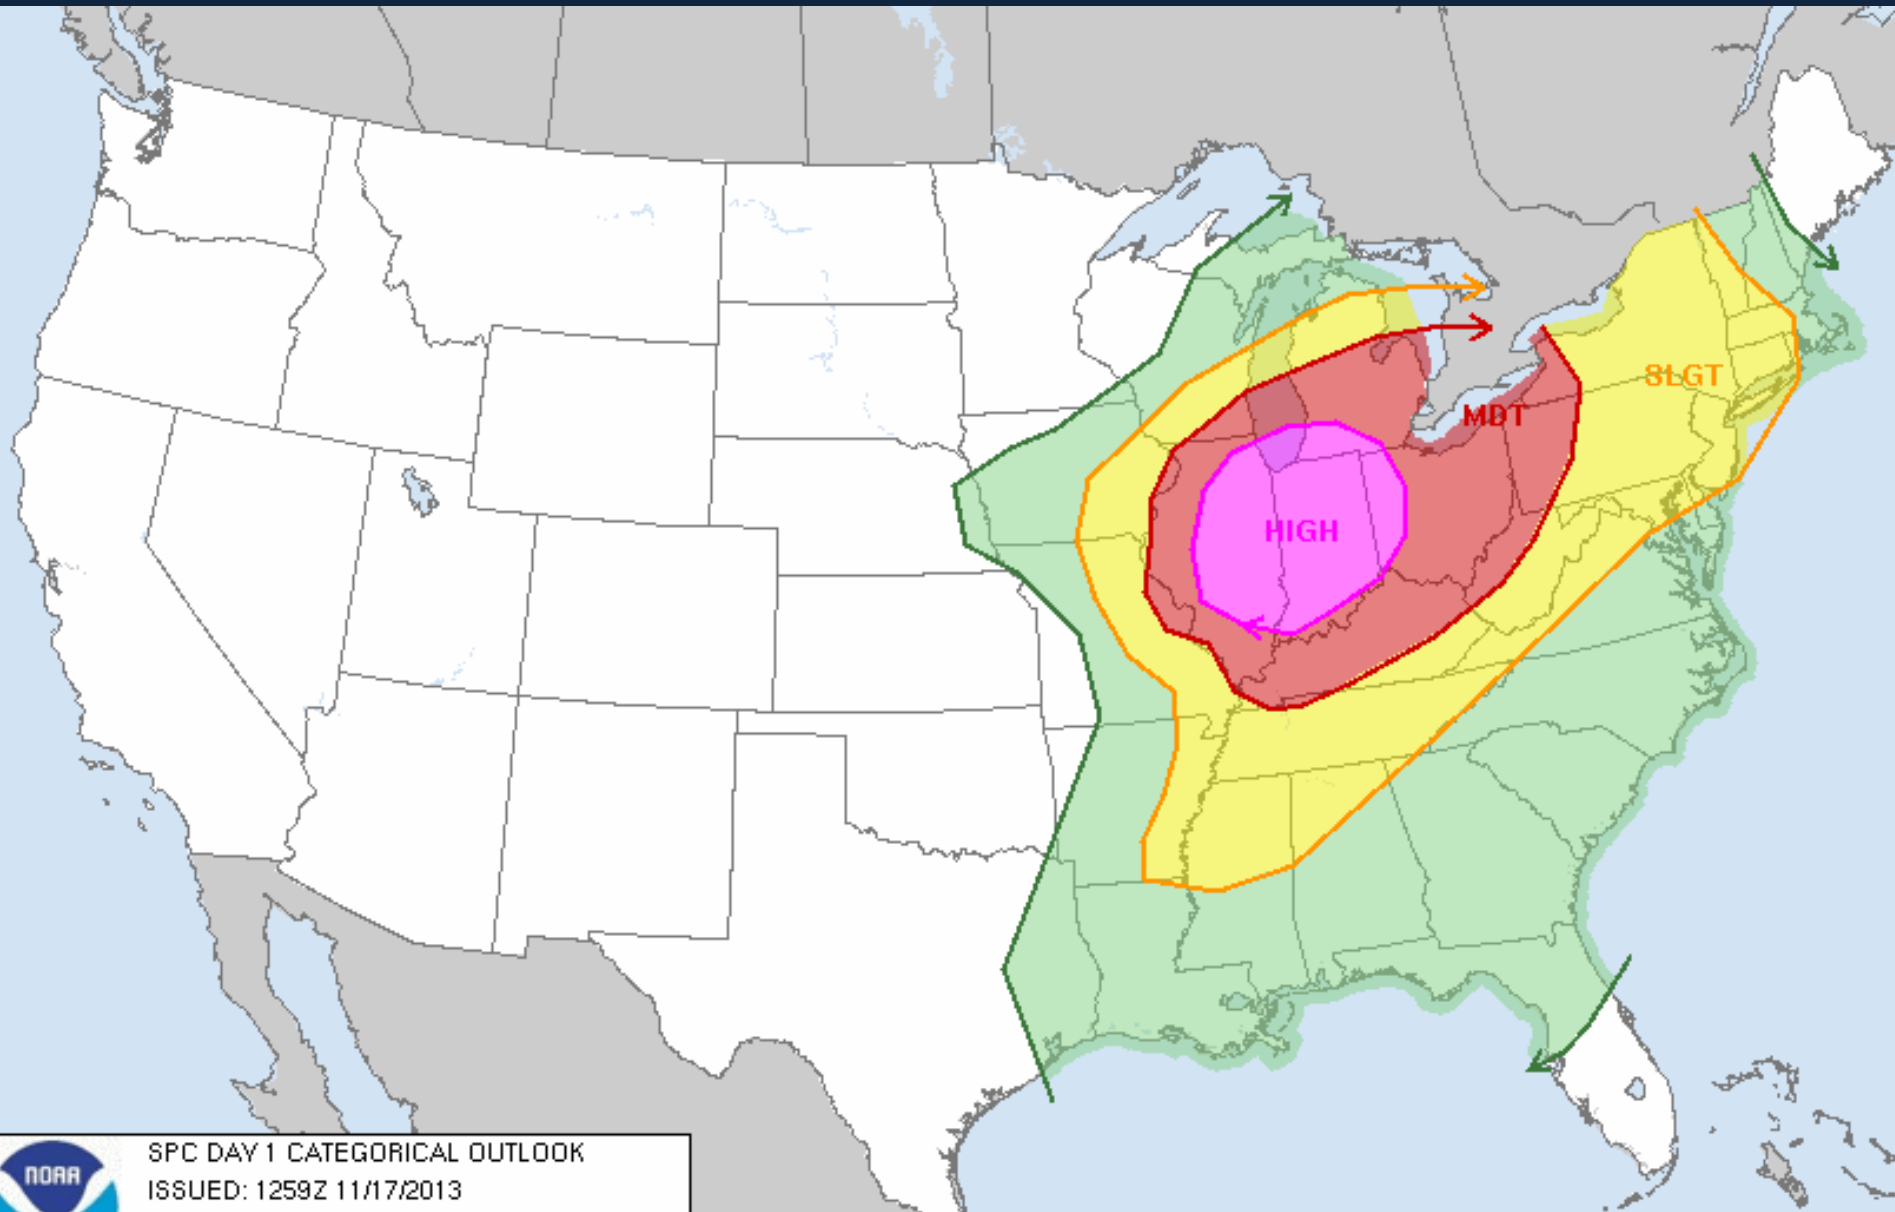 SLGT
MDT
HIGH
SPC DAY 1 CATEGORICAL OUTLOOK
NOAA
ISSUED: 1259Z 11/17/2013